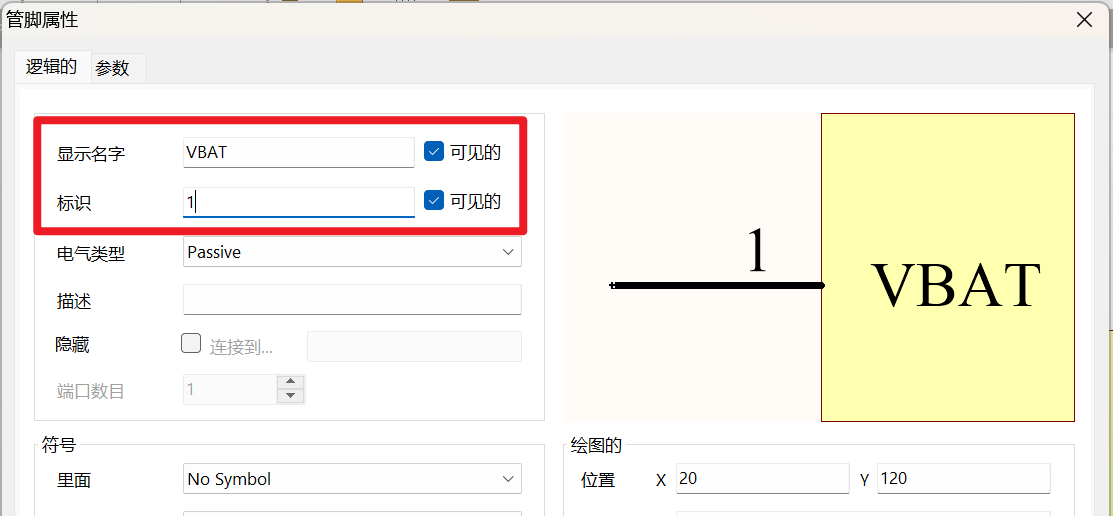 管脚属性
逻辑的 参数
显示名字 VBAT 可见的
标识 1 可见的
电气类型 Passive
描述
隐藏 连接到...
端口数目 1
1
VBAT
符号
里面 No Symbol
绘图的
位置 X 20 Y 120